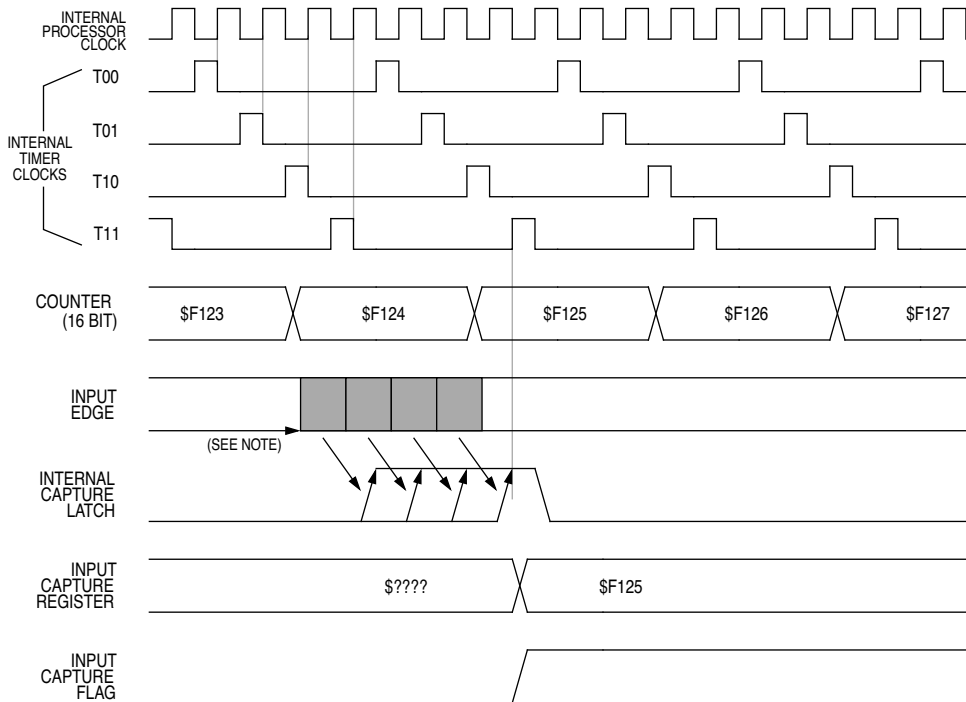 INTERNAL
PROCESSOR
CLOCK
T00
T01
INTERNAL
TIMER
CLOCKS
T10
T11
COUNTER
(16 BIT)
$F123
$F124
$F125
$F126
$F127
INPUT
EDGE
(SEE NOTE)
INTERNAL
CAPTURE
LATCH
INPUT
CAPTURE
REGISTER
$????
$F125
INPUT
CAPTURE
FLAG